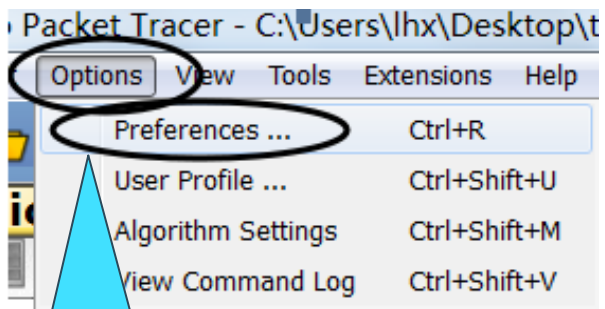 Packet Tracer - C:\Users\lhx\Desktop\t
Options View Tools Extensions Help
Preferences ... Ctrl+R
User Profile ... Ctrl+Shift+U
Algorithm Settings Ctrl+Shift+M
View Command Log Ctrl+Shift+V